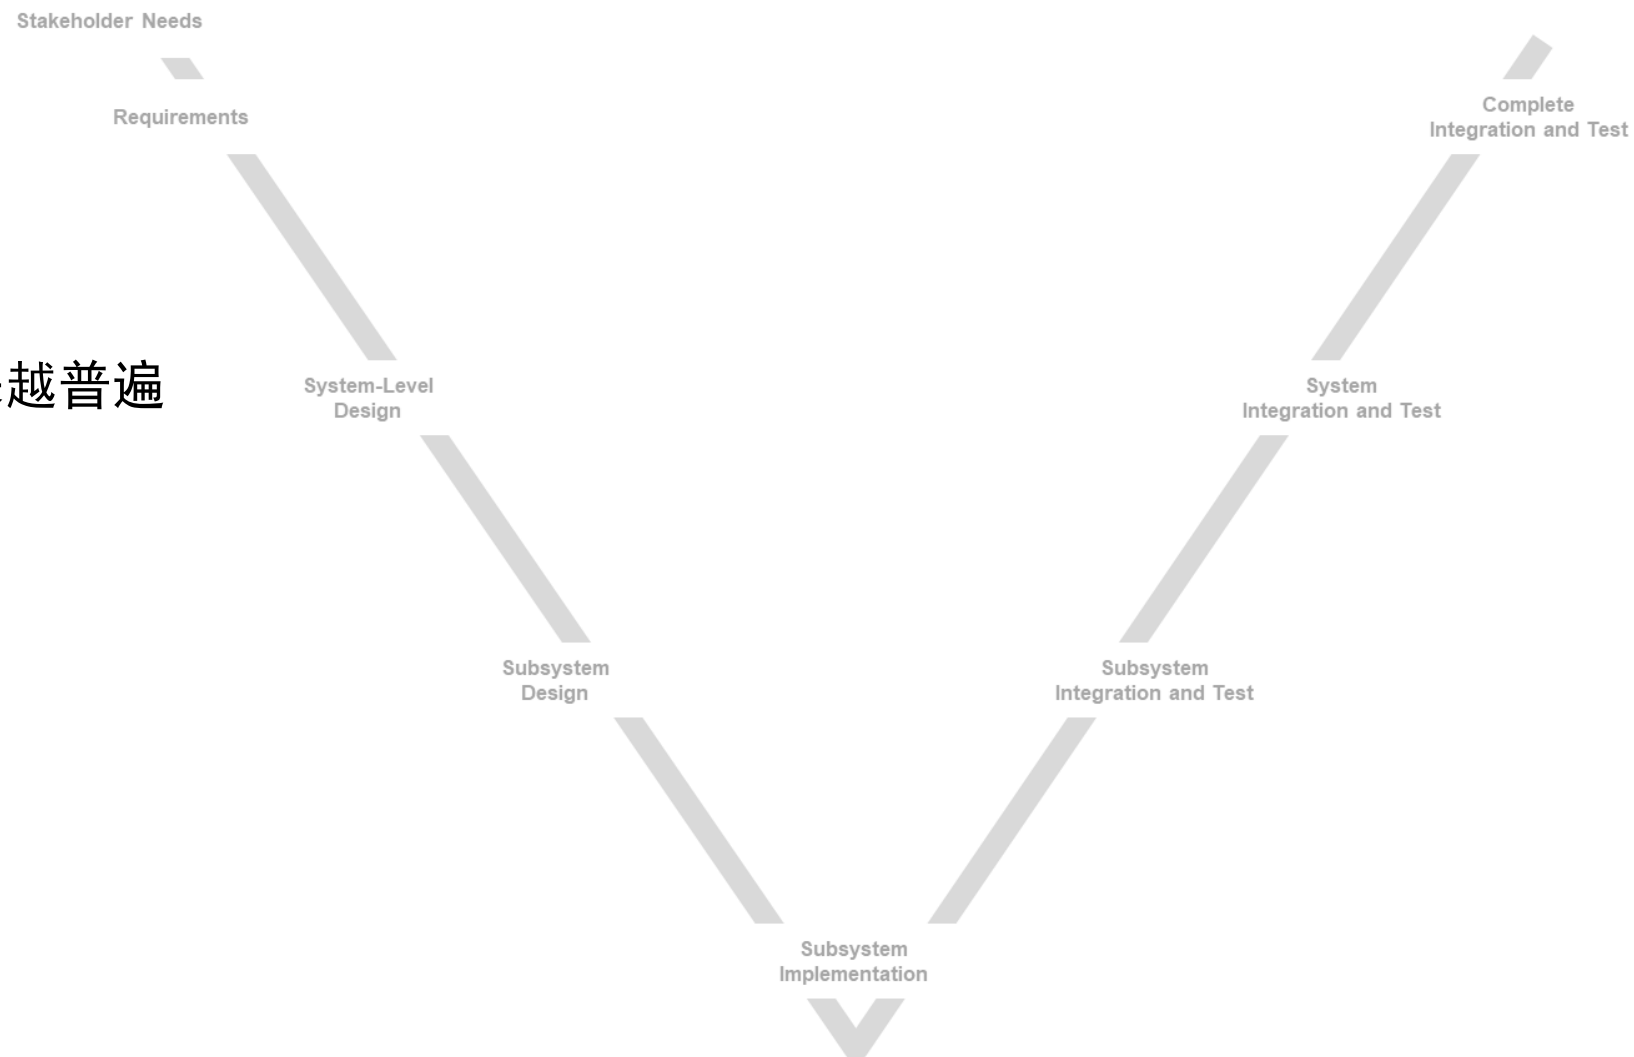 Stakeholder Needs
Requirements
Complete
Integration and Test
越普遍
System-Level
Design
System
Integration and Test
Subsystem
Design
Subsystem
Integration and Test
Subsystem
Implementation